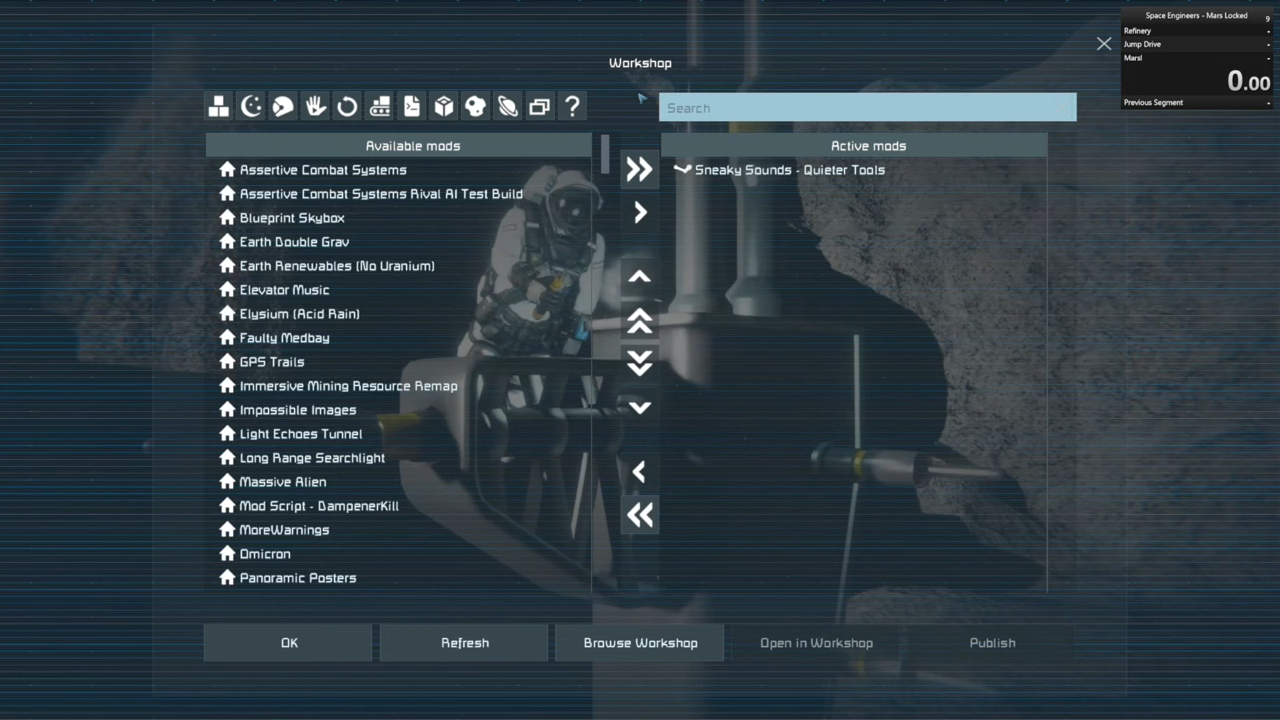 Space Engineers - Mars Locked
9
Refinery -
Jump Drive -
Mars! -
0.00
Previous Segment -
Workshop
Search
Available mods
Active mods
Assertive Combat Systems
Sneaky Sounds - Quieter Tools
Assertive Combat Systems Rival AI Test Build
Blueprint Skybox
Earth Double Grav
Earth Renewables (No Uranium)
Elevator Music
Elysium (Acid Rain)
Faulty Medbay
GPS Trails
Immersive Mining Resource Remap
Impossible Images
Light Echoes Tunnel
Long Range Searchlight
Massive Alien
Mod Script - DampenerKill
MoreWarnings
Omicron
Panoramic Posters
OK
Refresh
Browse Workshop
Open in Workshop
Publish